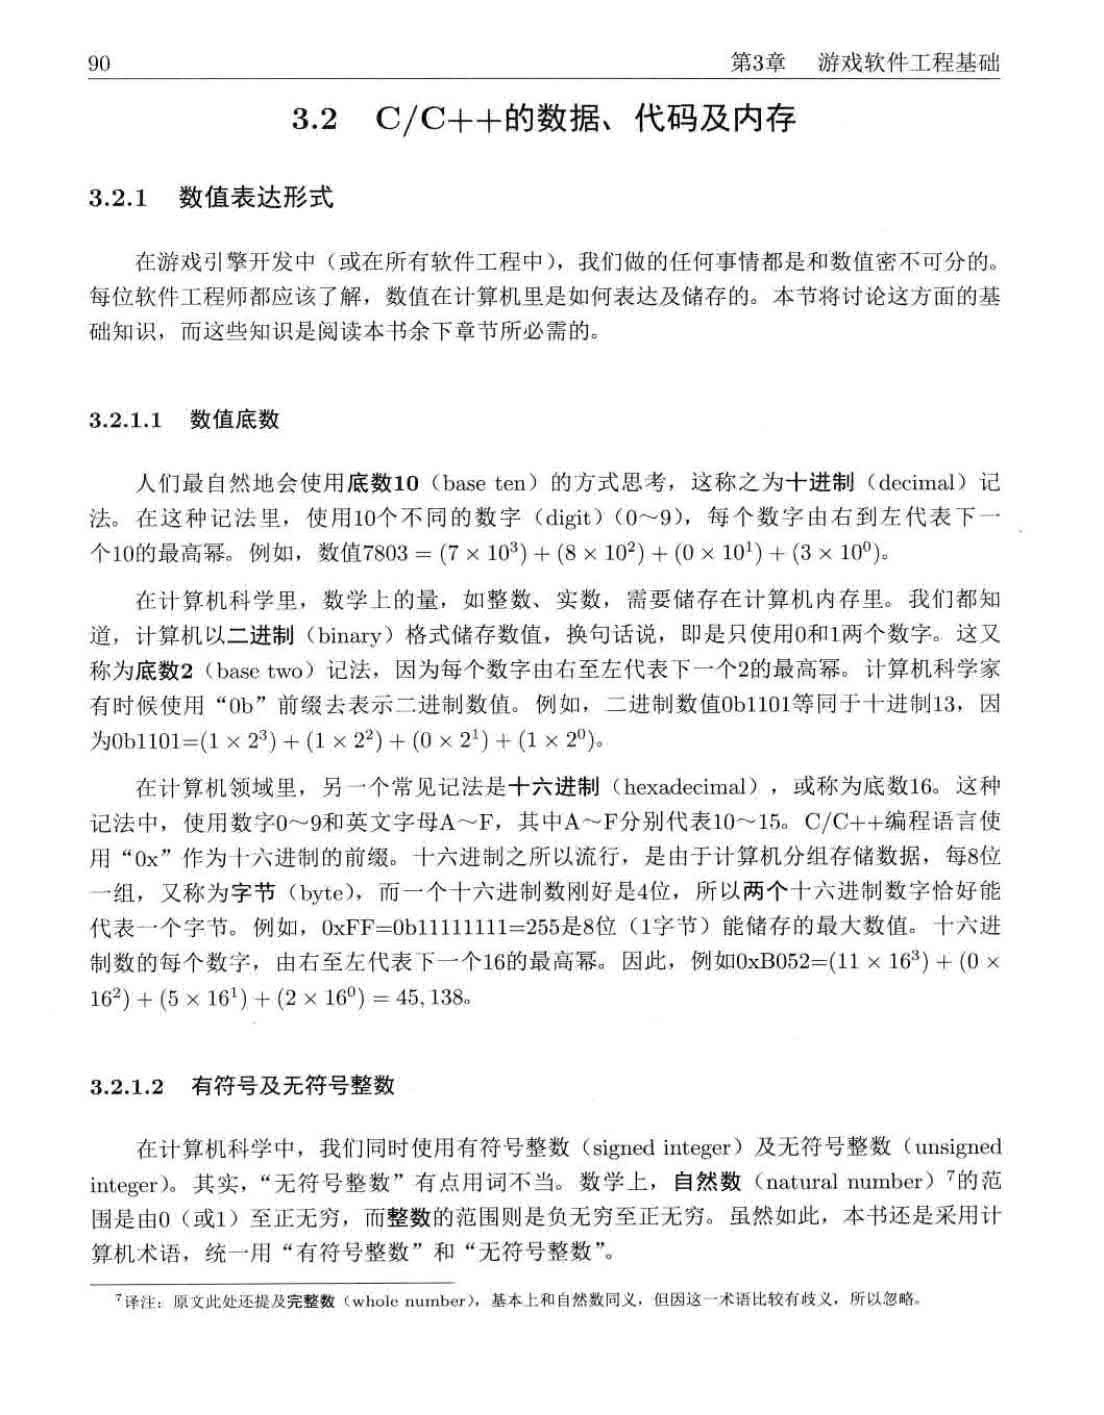 90 第3章 游戏软件工程基础
3.2 C/C++的数据、代码及内存
3.2.1 数值表达形式
在游戏引擎开发中（或在所有软件工程中），我们做的任何事情都是和数值密不可分的。
每位软件工程师都应该了解，数值在计算机里是如何表达及储存的。本节将讨论这方面的基
础知识，而这些知识是阅读本书余下章节所必需的。
3.2.1.1 数值底数
人们最自然地会使用底数10（base ten）的方式思考，这称之为十进制（decimal）记
法。在这种记法里，使用10个不同的数字（digit）（0～9），每个数字由右到左代表下一
个10的最高幂。例如，数值7803 = (7 × 10³) + (8 × 10²) + (0 × 10¹) + (3 × 10⁰)。
在计算机科学里，数学上的量，如整数、实数，需要储存在计算机内存里。我们都知
道，计算机以二进制（binary）格式储存数值，换句话说，即是只使用0和1两个数字。这又
称为底数2（base two）记法，因为每个数字由右至左代表下一个2的最高幂。计算机科学家
有时候使用“0b”前缀去表示二进制数值。例如，二进制数值0b1101等同于十进制13，因
为0b1101=(1 × 2³) + (1 × 2²) + (0 × 2¹) + (1 × 2⁰)。
在计算机领域里，另一个常见记法是十六进制（hexadecimal），或称为底数16。这种
记法中，使用数字0～9和英文字母A～F，其中A～F分别代表10～15。C/C++编程语言使
用“0x”作为十六进制的前缀。十六进制之所以流行，是由于计算机分组存储数据，每8位
一组，又称为字节（byte），而一个十六进制数刚好是4位，所以两个十六进制数字恰好能
代表一个字节。例如，0xFF=0b11111111=255是8位（1字节）能储存的最大数值。十六进
制数的每个数字，由右至左代表下一个16的最高幂。因此，例如0xB052=(11 × 16³) + (0 ×
16²) + (5 × 16¹) + (2 × 16⁰) = 45,138。
3.2.1.2 有符号及无符号整数
在计算机科学中，我们同时使用有符号整数（signed integer）及无符号整数（unsigned
integer）。其实，“无符号整数”有点用词不当。数学上，自然数（natural number）⁷的范
围是由0（或1）至正无穷，而整数的范围则是负无穷至正无穷。虽然如此，本书还是采用计
算机术语，统一用“有符号整数”和“无符号整数”。
⁷译注：原文此处还提及完整数（whole number），基本上和自然数同义，但因这一术语比较有歧义，所以忽略。